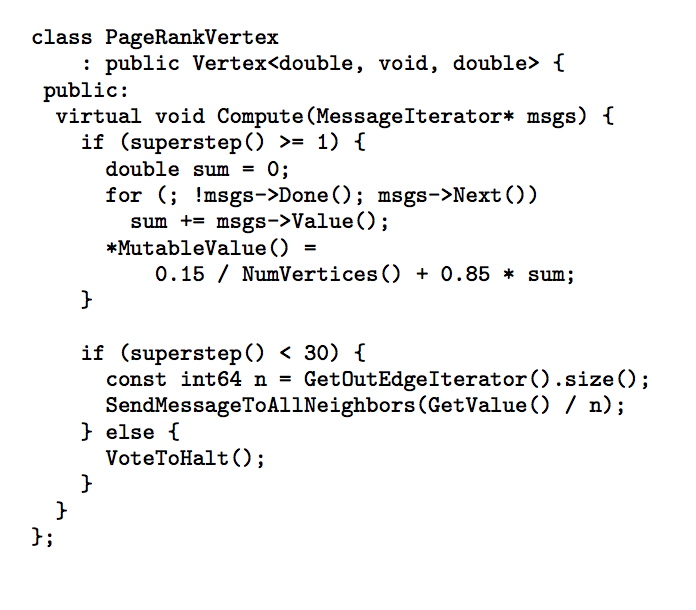 class PageRankVertex
    : public Vertex<double, void, double> {
 public:
  virtual void Compute(MessageIterator* msgs) {
    if (superstep() >= 1) {
      double sum = 0;
      for (; !msgs->Done(); msgs->Next())
        sum += msgs->Value();
      *MutableValue() =
          0.15 / NumVertices() + 0.85 * sum;
    }

    if (superstep() < 30) {
      const int64 n = GetOutEdgeIterator().size();
      SendMessageToAllNeighbors(GetValue() / n);
    } else {
      VoteToHalt();
    }
  }
};